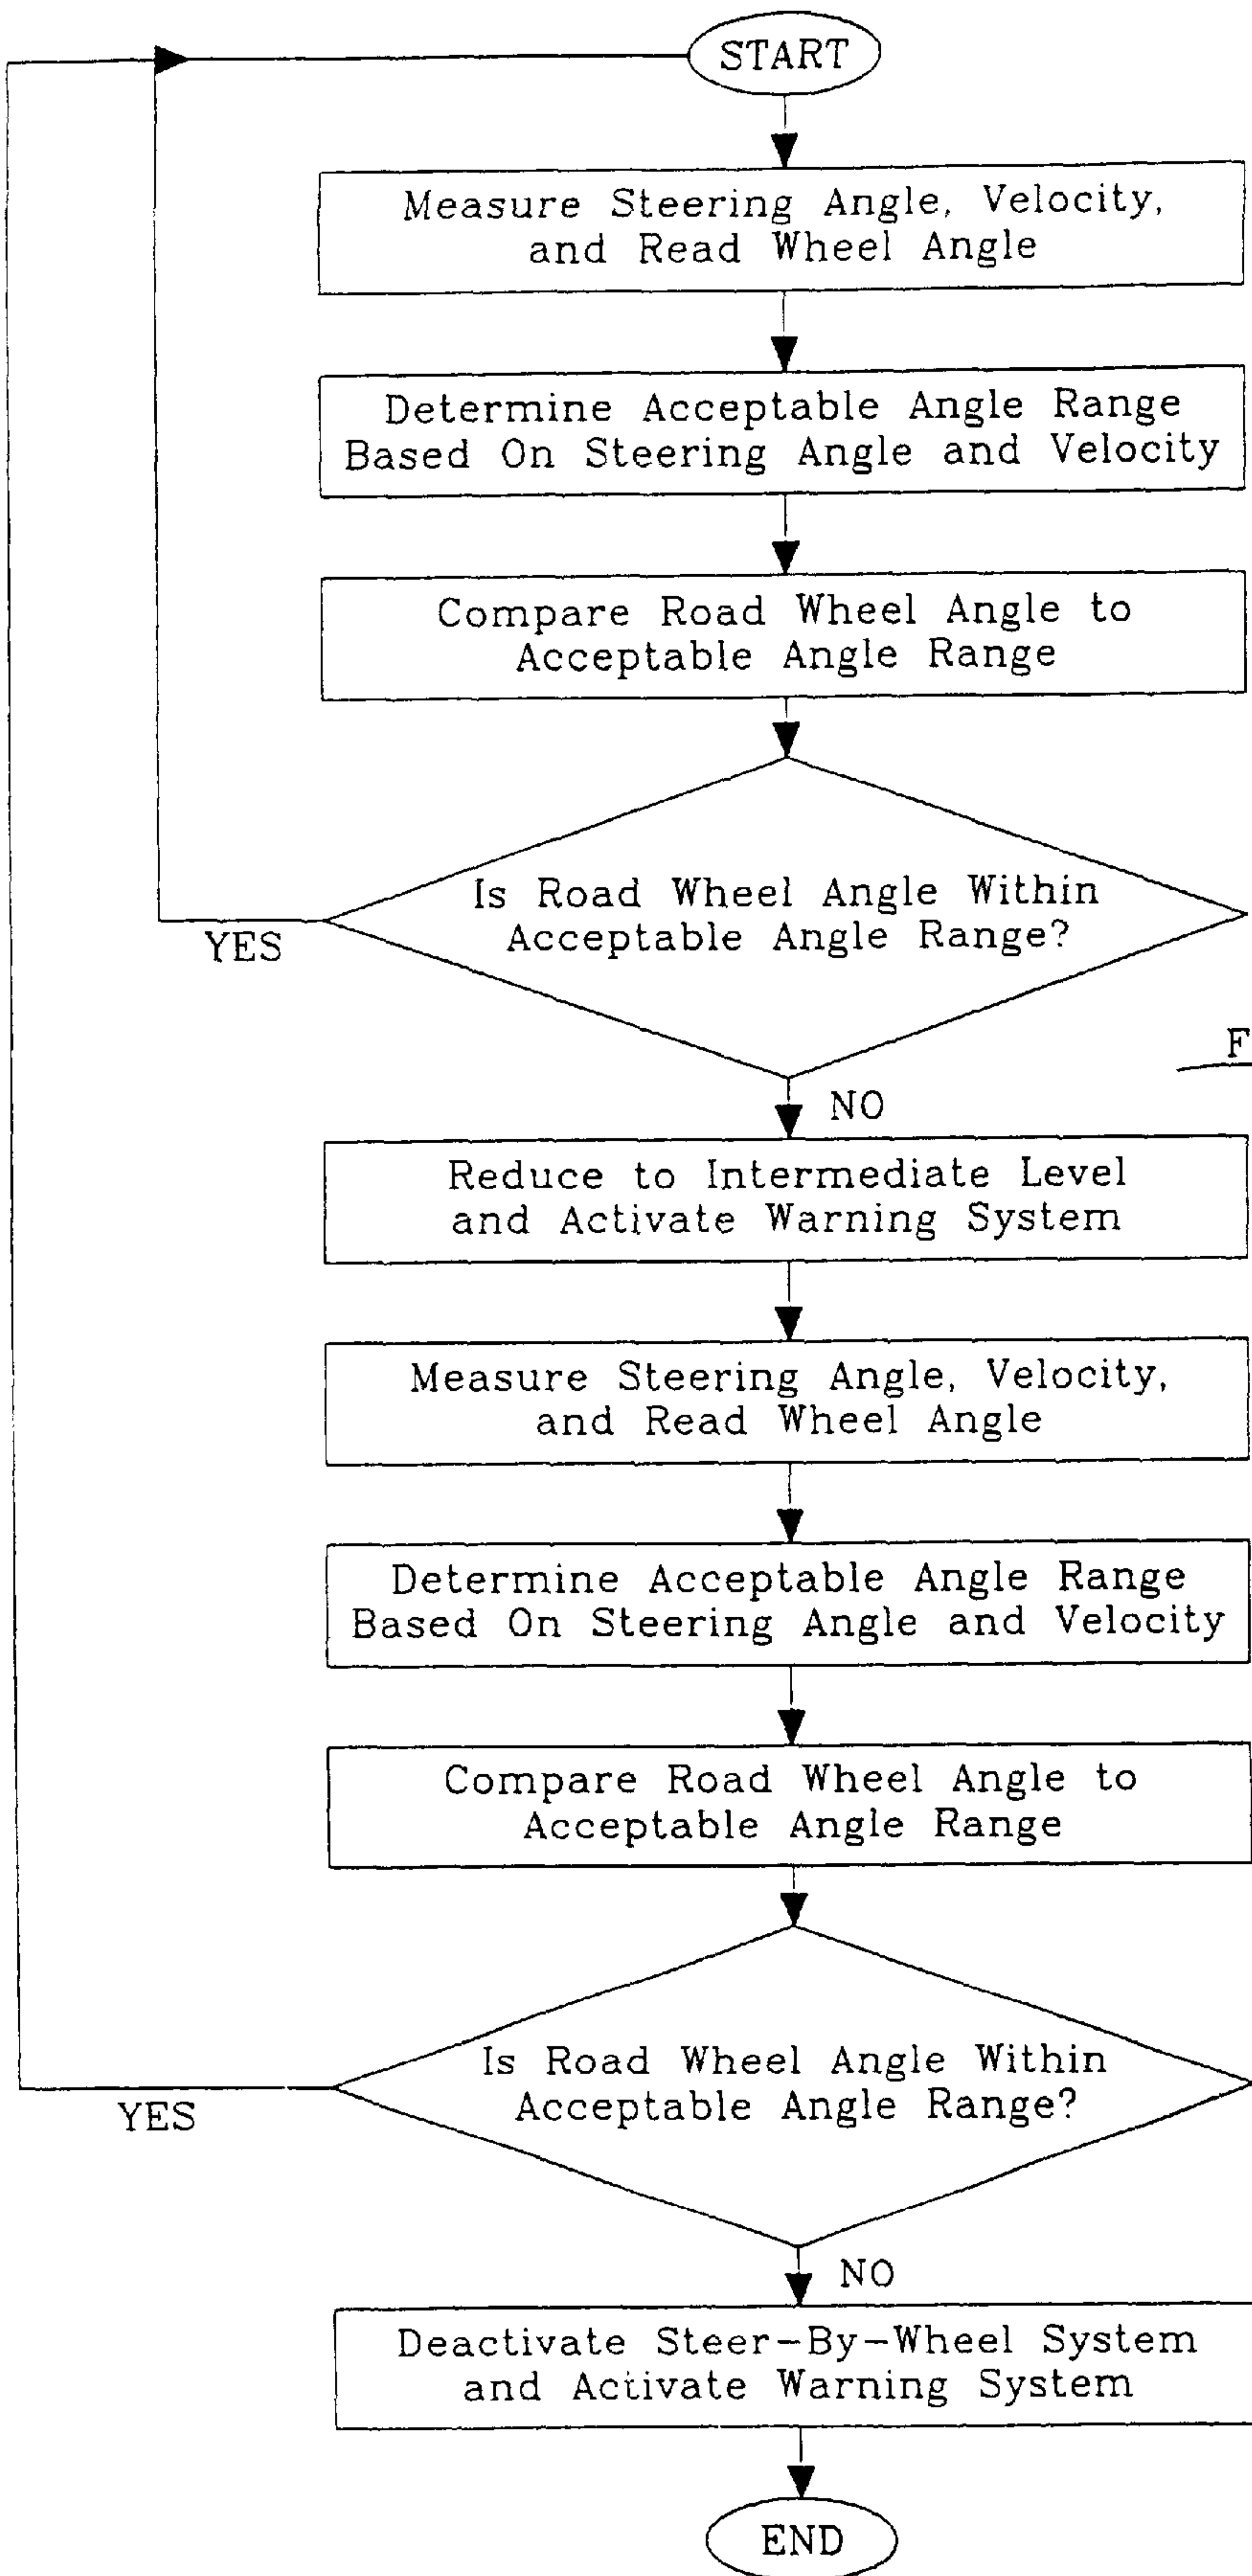 START
Measure Steering Angle, Velocity,
and Read Wheel Angle
Determine Acceptable Angle Range
Based On Steering Angle and Velocity
Compare Road Wheel Angle to
Acceptable Angle Range
Is Road Wheel Angle Within
Acceptable Angle Range?
YES
F
NO
Reduce to Intermediate Level
and Activate Warning System
Measure Steering Angle, Velocity,
and Read Wheel Angle
Determine Acceptable Angle Range
Based On Steering Angle and Velocity
Compare Road Wheel Angle to
Acceptable Angle Range
Is Road Wheel Angle Within
Acceptable Angle Range?
YES
NO
Deactivate Steer-By-Wheel System
and Activate Warning System
END